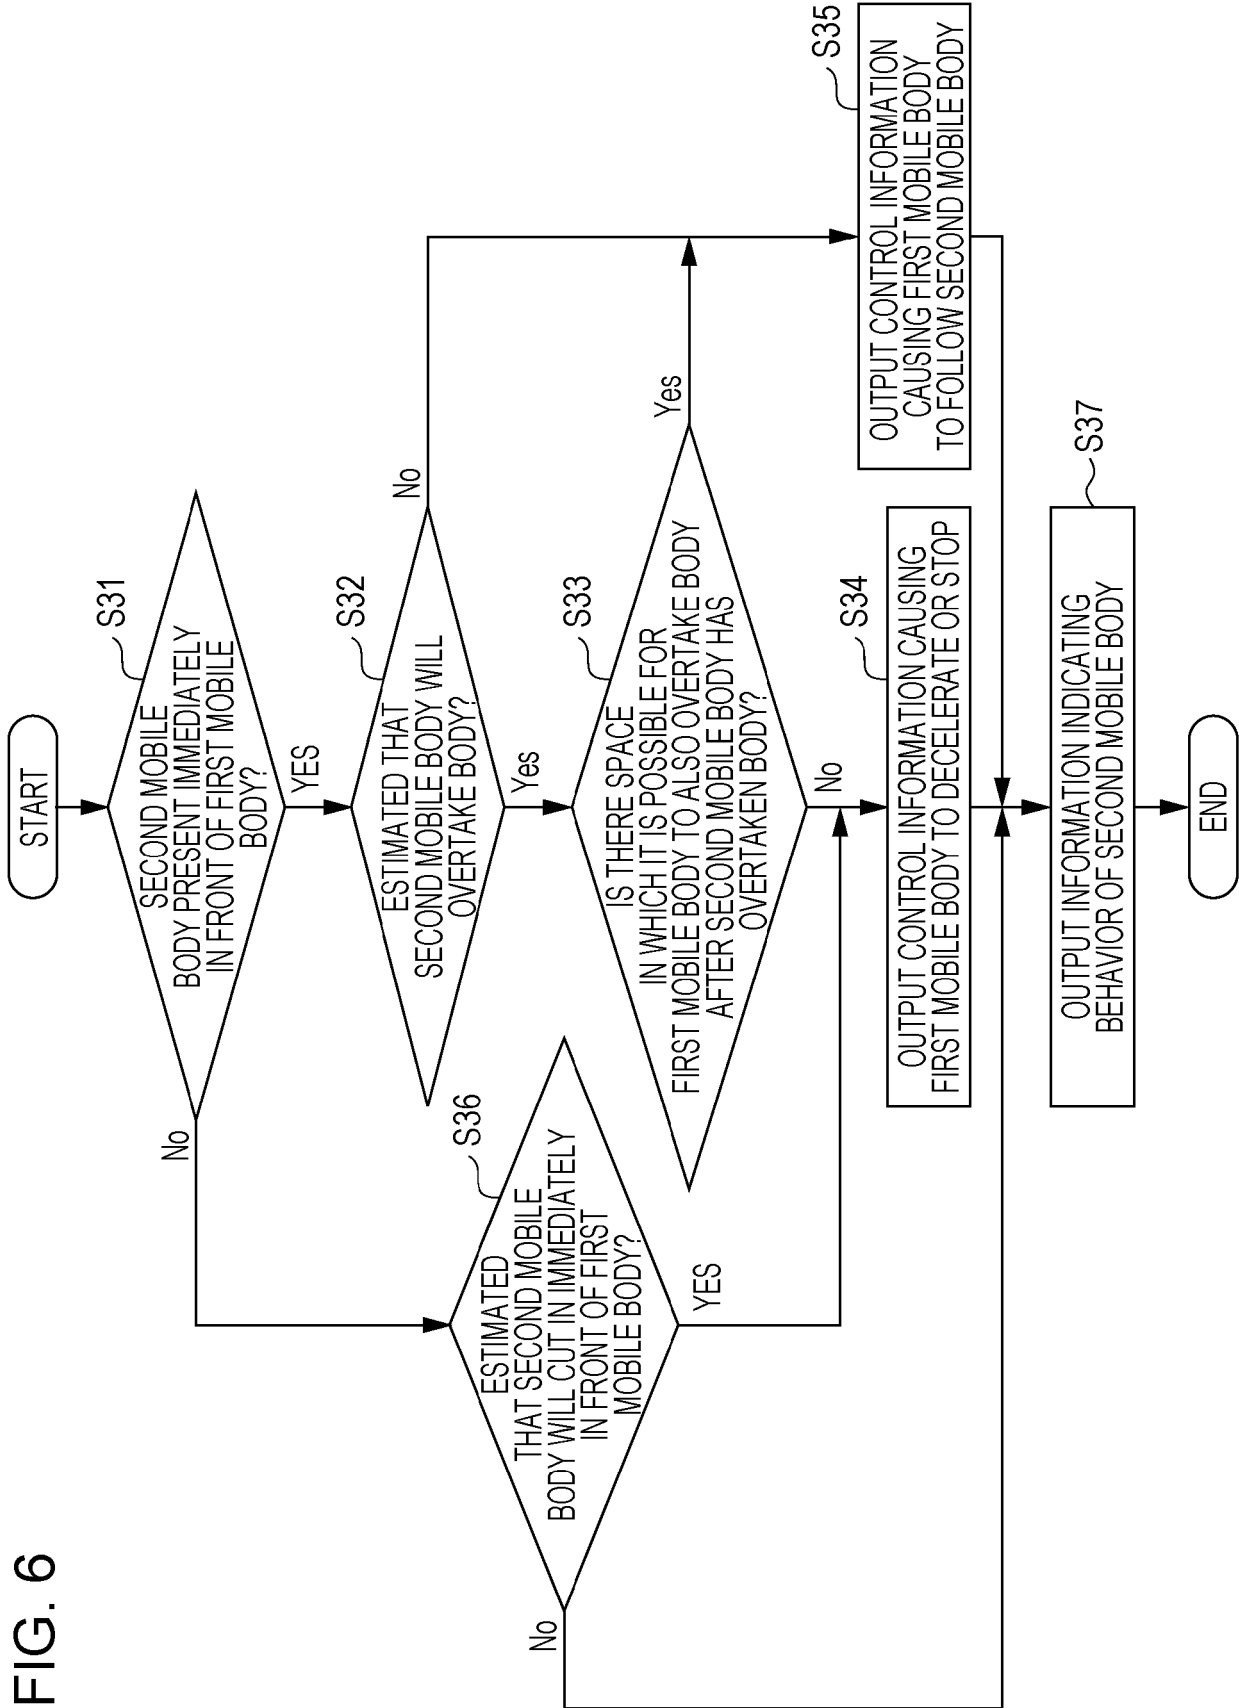 FIG. 6
START
S31
SECOND MOBILE
BODY PRESENT IMMEDIATELY
IN FRONT OF FIRST MOBILE
BODY?
No
YES
S32
ESTIMATED THAT
SECOND MOBILE BODY WILL
OVERTAKE BODY?
No
Yes
S36
ESTIMATED
THAT SECOND MOBILE
BODY WILL CUT IN IMMEDIATELY
IN FRONT OF FIRST
MOBILE BODY?
No
YES
S33
IS THERE SPACE
IN WHICH IT IS POSSIBLE FOR
FIRST MOBILE BODY TO ALSO OVERTAKE BODY
AFTER SECOND MOBILE BODY HAS
OVERTAKEN BODY?
Yes
No
S34
OUTPUT CONTROL INFORMATION CAUSING
FIRST MOBILE BODY TO DECELERATE OR STOP
S35
OUTPUT CONTROL INFORMATION
CAUSING FIRST MOBILE BODY
TO FOLLOW SECOND MOBILE BODY
S37
OUTPUT INFORMATION INDICATING
BEHAVIOR OF SECOND MOBILE BODY
END